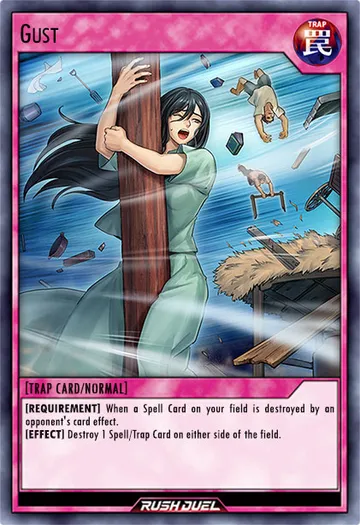 Gust
TRAP
罠
[TRAP CARD/NORMAL]
[REQUIREMENT] When a Spell Card on your field is destroyed by an
opponent's card effect.
[EFFECT] Destroy 1 Spell/Trap Card on either side of the field.
RUSH DUEL